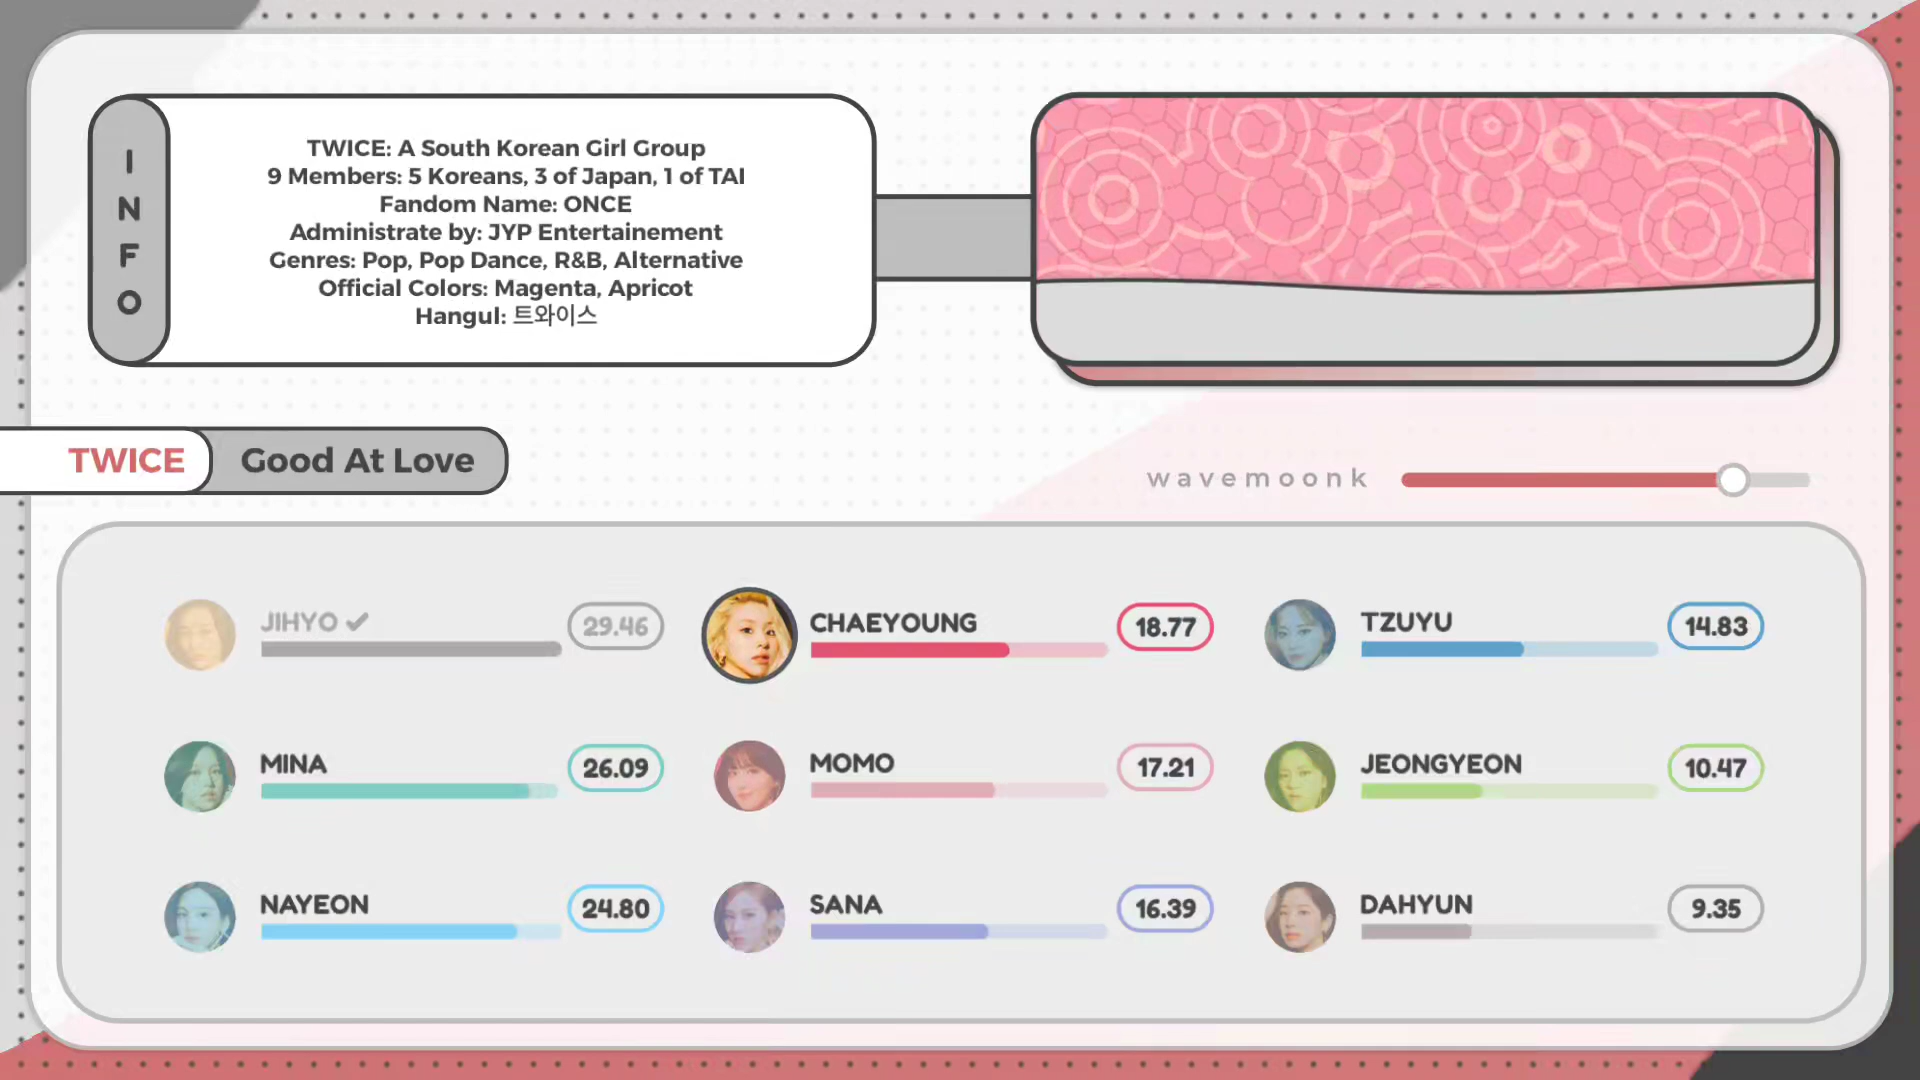 INFO
TWICE: A South Korean Girl Group
9 Members: 5 Koreans, 3 of Japan, 1 of TAI
Fandom Name: ONCE
Administrate by: JYP Entertainement
Genres: Pop, Pop Dance, R&B, Alternative
Official Colors: Magenta, Apricot
Hangul: 트와이스
TWICE Good At Love
wavemoonk
JIHYO ✔ 29.46
CHAEYOUNG 18.77
TZUYU 14.83
MINA 26.09
MOMO 17.21
JEONGYEON 10.47
NAYEON 24.80
SANA 16.39
DAHYUN 9.35